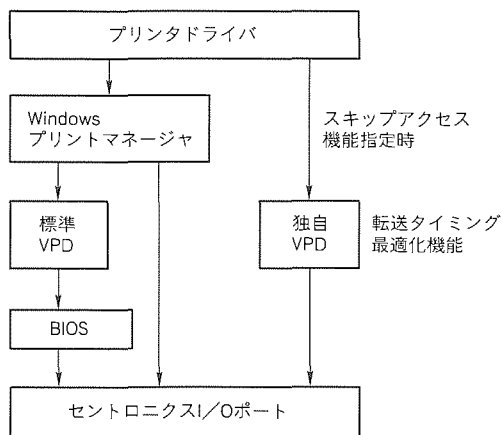 プリンタドライバ
Windows
プリントマネージャ
スキップアクセス
機能指定時
標準
VPD
独自
VPD
転送タイミング
最適化機能
BIOS
セントロニクスI/Oポート